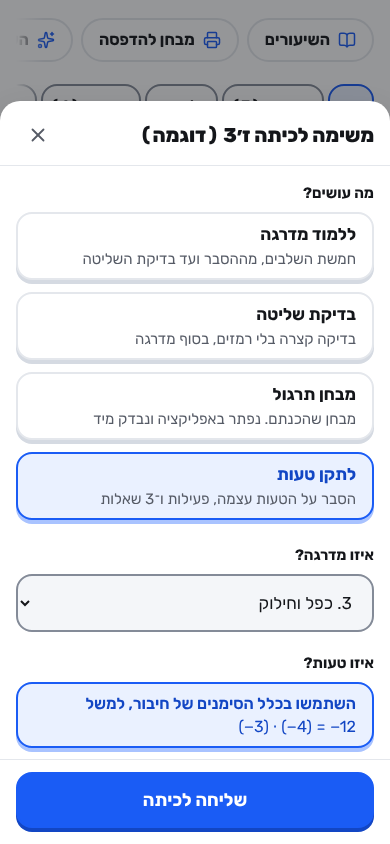 השיעורים
מבחן להדפסה
משימה לכיתה ז׳3 (דוגמה)
מה עושים?
ללמוד מדרגה
חמשת השלבים, מההסבר ועד בדיקת השליטה
בדיקת שליטה
בדיקה קצרה בלי רמזים, בסוף מדרגה
מבחן תרגול
מבחן שהכנתם. נפתר באפליקציה ונבדק מיד
לתקן טעות
הסבר על הטעות עצמה, פעילות ו־3 שאלות
איזו מדרגה?
3. כפל וחילוק
איזו טעות?
השתמשו בכלל הסימנים של חיבור, למשל
(−3) · (−4) = −12
שליחה לכיתה